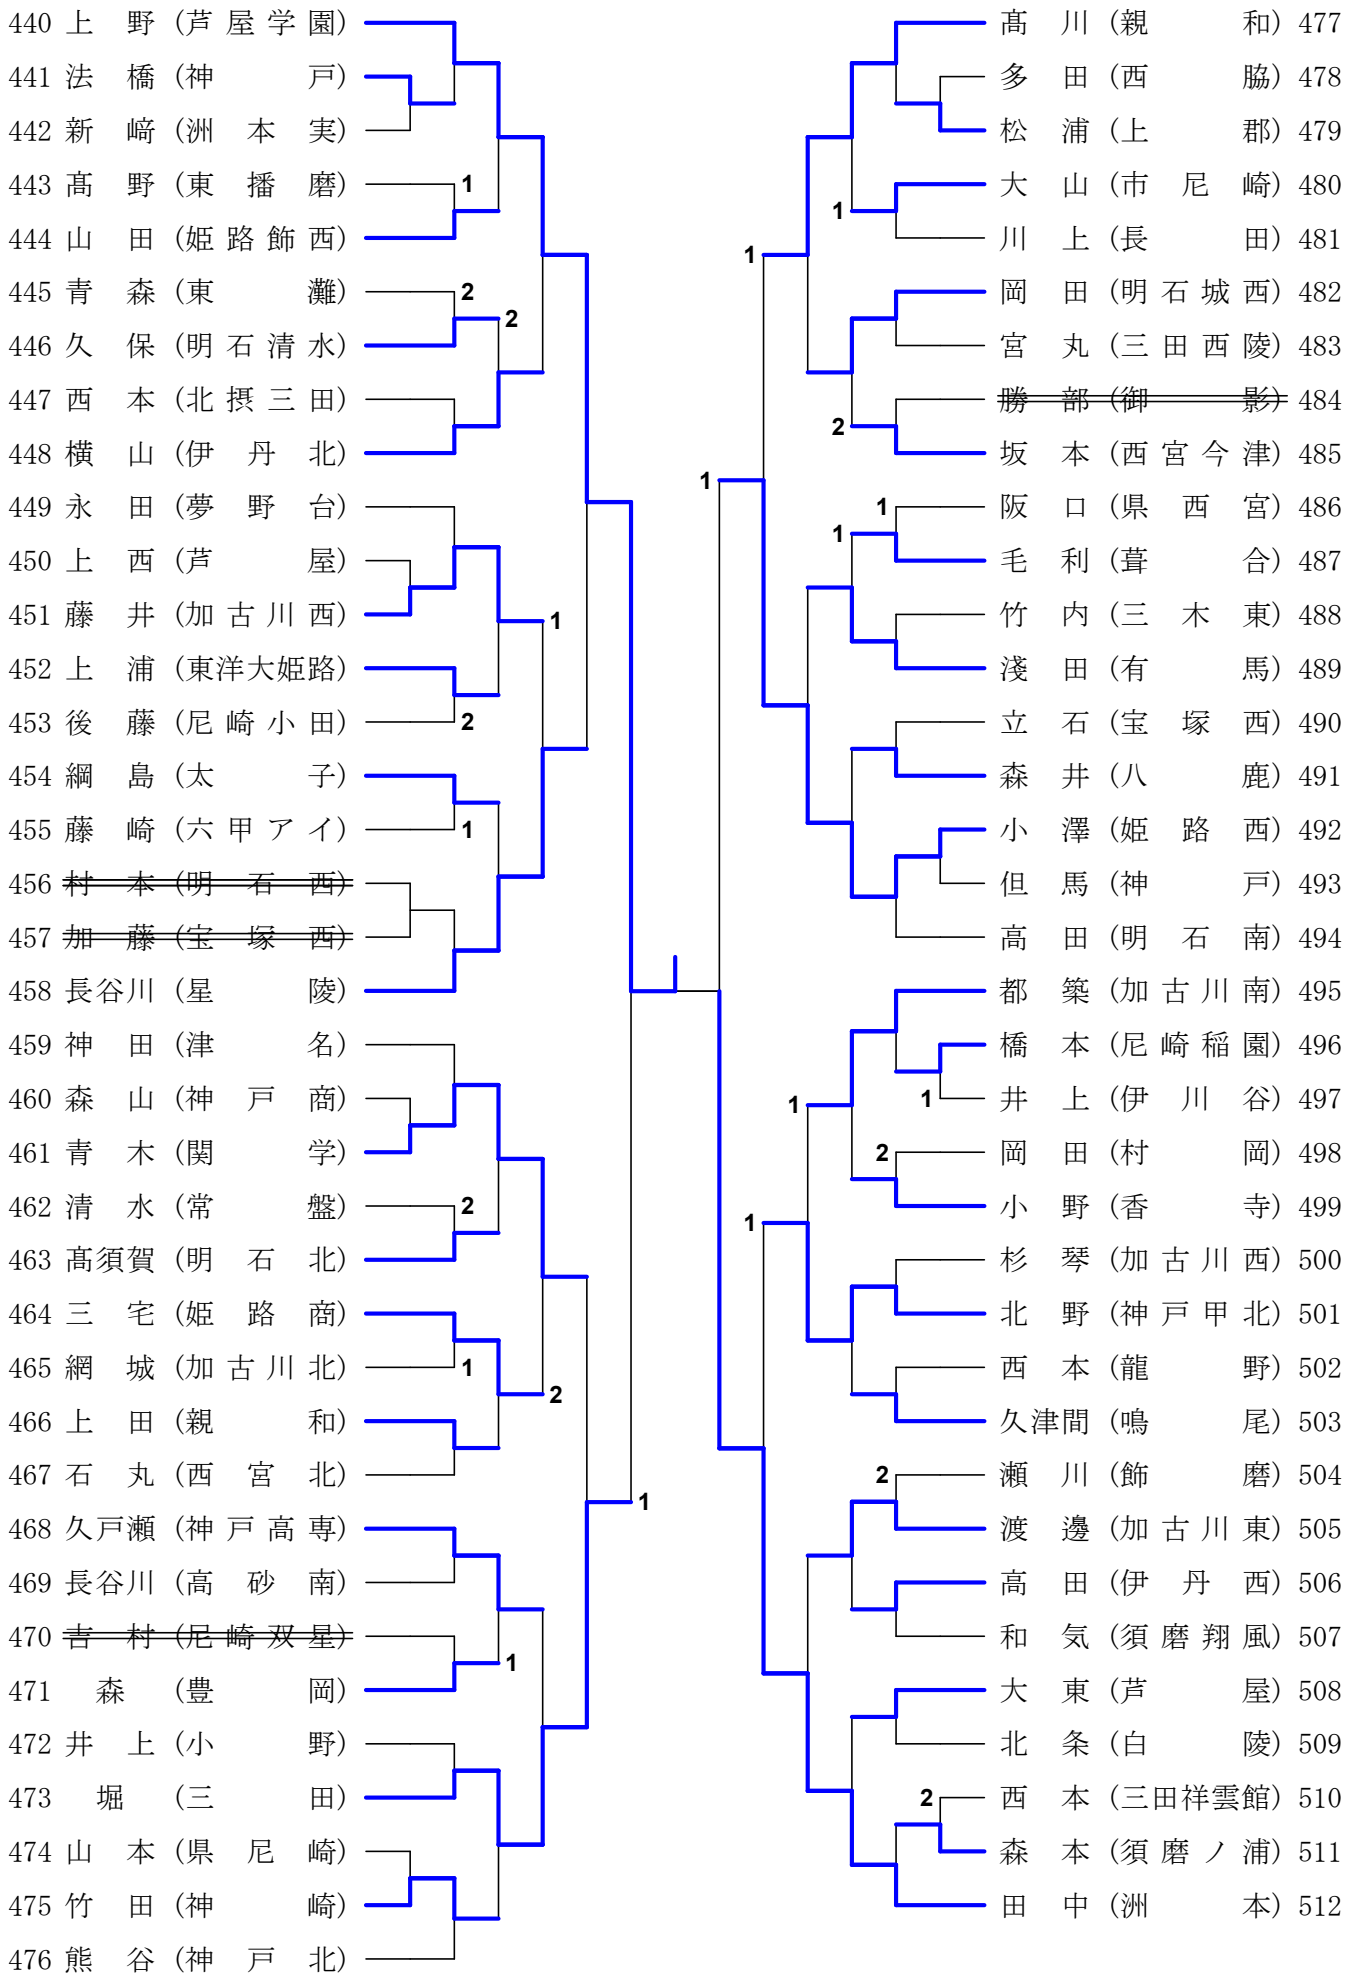 440 上 野 (芦屋学園)
441 法 橋 (神 戸)
442 新 﨑 (洲 本 実)
443 髙 野 (東 播 磨)
1
444 山 田 (姫路飾西)
445 青 森 (東 灘)
2
2
446 久 保 (明石清水)
447 西 本 (北摂三田)
448 横 山 (伊 丹 北)
449 永 田 (夢 野 台)
450 上 西 (芦 屋)
451 藤 井 (加古川西)
1
452 上 浦 (東洋大姫路)
453 後 藤 (尼崎小田)
2
454 綱 島 (太 子)
455 藤 崎 (六甲アイ)
1
456 村 本 (明 石 西)
457 加 藤 (宝 塚 西)
458 長谷川 (星 陵)
459 神 田 (津 名)
460 森 山 (神 戸 商)
461 青 木 (関 学)
462 清 水 (常 盤)
2
463 髙須賀 (明 石 北)
464 三 宅 (姫 路 商)
465 網 城 (加古川北)
1
2
466 上 田 (親 和)
467 石 丸 (西 宮 北)
1
468 久戸瀬 (神戸高専)
469 長谷川 (高 砂 南)
470 吉 村 (尼崎双星)
1
471 森 (豊 岡)
472 井 上 (小 野)
473 堀 (三 田)
474 山 本 (県 尼 崎)
475 竹 田 (神 崎)
476 熊 谷 (神 戸 北)
髙 川 (親 和) 477
多 田 (西 脇) 478
松 浦 (上 郡) 479
大 山 (市 尼 崎) 480
1
川 上 (長 田) 481
1
岡 田 (明石城西) 482
宮 丸 (三田西陵) 483
勝 部 (御 影) 484
2
坂 本 (西宮今津) 485
1
阪 口 (県 西 宮) 486
1
1
毛 利 (葺 合) 487
竹 内 (三 木 東) 488
淺 田 (有 馬) 489
立 石 (宝 塚 西) 490
森 井 (八 鹿) 491
小 澤 (姫 路 西) 492
但 馬 (神 戸) 493
高 田 (明 石 南) 494
都 築 (加古川南) 495
橋 本 (尼崎稲園) 496
井 上 (伊 川 谷) 497
1
1
岡 田 (村 岡) 498
2
小 野 (香 寺) 499
1
杉 琴 (加古川西) 500
北 野 (神戸甲北) 501
西 本 (龍 野) 502
久津間 (鳴 尾) 503
瀬 川 (飾 磨) 504
2
渡 邊 (加古川東) 505
高 田 (伊 丹 西) 506
和 気 (須磨翔風) 507
大 東 (芦 屋) 508
北 条 (白 陵) 509
西 本 (三田祥雲館) 510
2
森 本 (須磨ノ浦) 511
田 中 (洲 本) 512